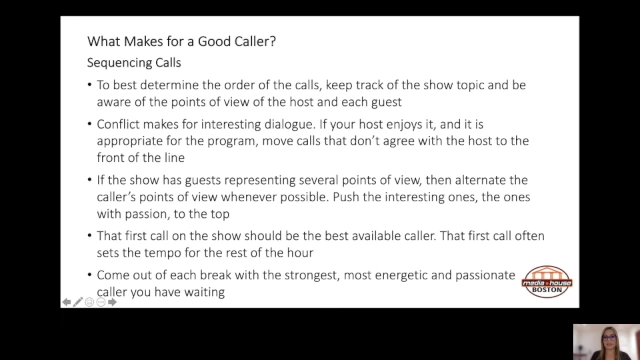 What Makes for a Good Caller?
Sequencing Calls
• To best determine the order of the calls, keep track of the show topic and be
aware of the points of view of the host and each guest
• Conflict makes for interesting dialogue. If your host enjoys it, and it is
appropriate for the program, move calls that don't agree with the host to the
front of the line
• If the show has guests representing several points of view, then alternate the
caller's points of view whenever possible. Push the interesting ones, the ones
with passion, to the top
• That first call on the show should be the best available caller. That first call often
sets the tempo for the rest of the hour
• Come out of each break with the strongest, most energetic and passionate
caller you have waiting
media house
BOSTON